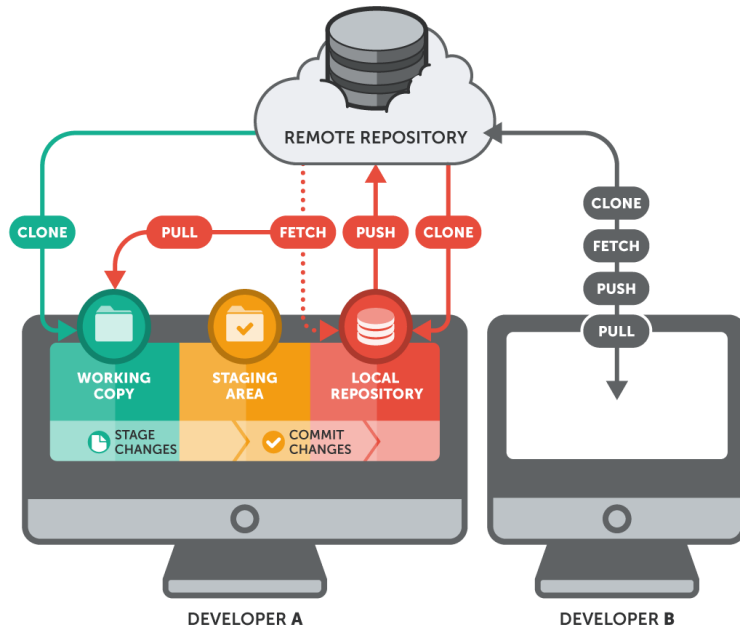 REMOTE REPOSITORY
CLONE
PULL
FETCH
PUSH
CLONE
CLONE
FETCH
PUSH
PULL
WORKING
COPY
STAGING
AREA
LOCAL
REPOSITORY
STAGE
CHANGES
COMMIT
CHANGES
DEVELOPER A
DEVELOPER B